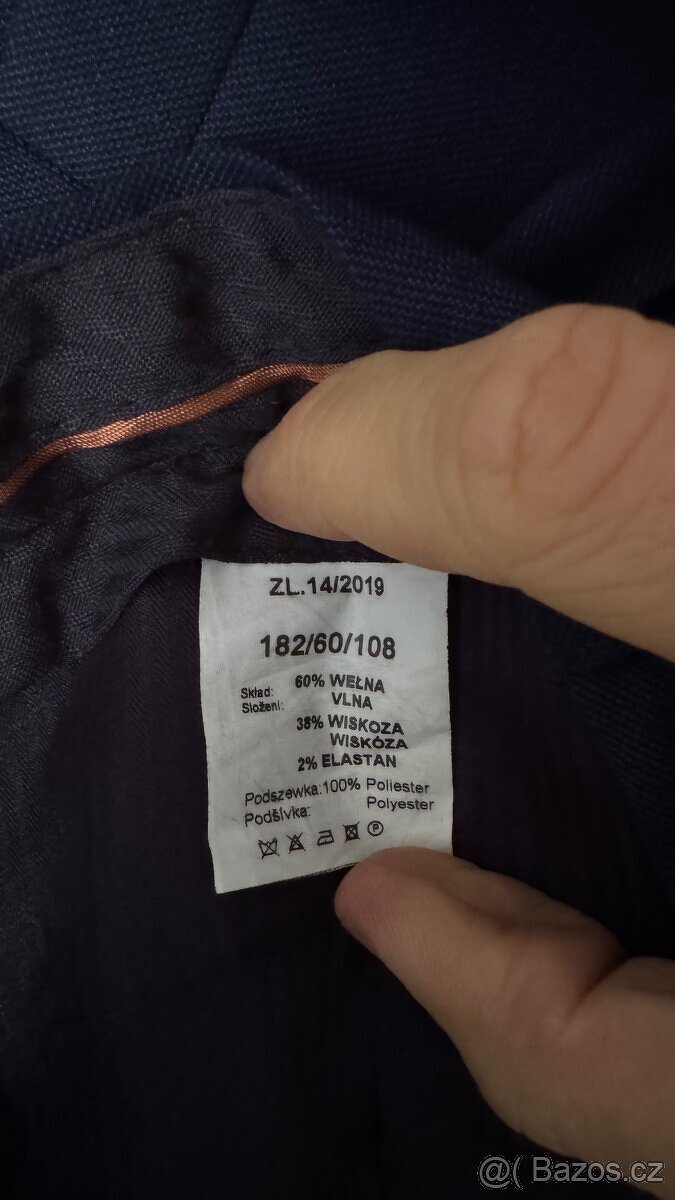 ZL.14/2019
182/60/108
Skład: 60% WEŁNA
Složeni: VLNA
38% WISKOZA
WISKÓZA
2% ELASTAN
Podszewka:100% Poliester
Podšívka: Polyester
@( Bazos.cz